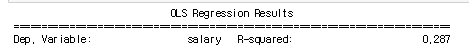 OLS Regression Results
==============================================================================
Dep. Variable: salary R-squared: 0.287